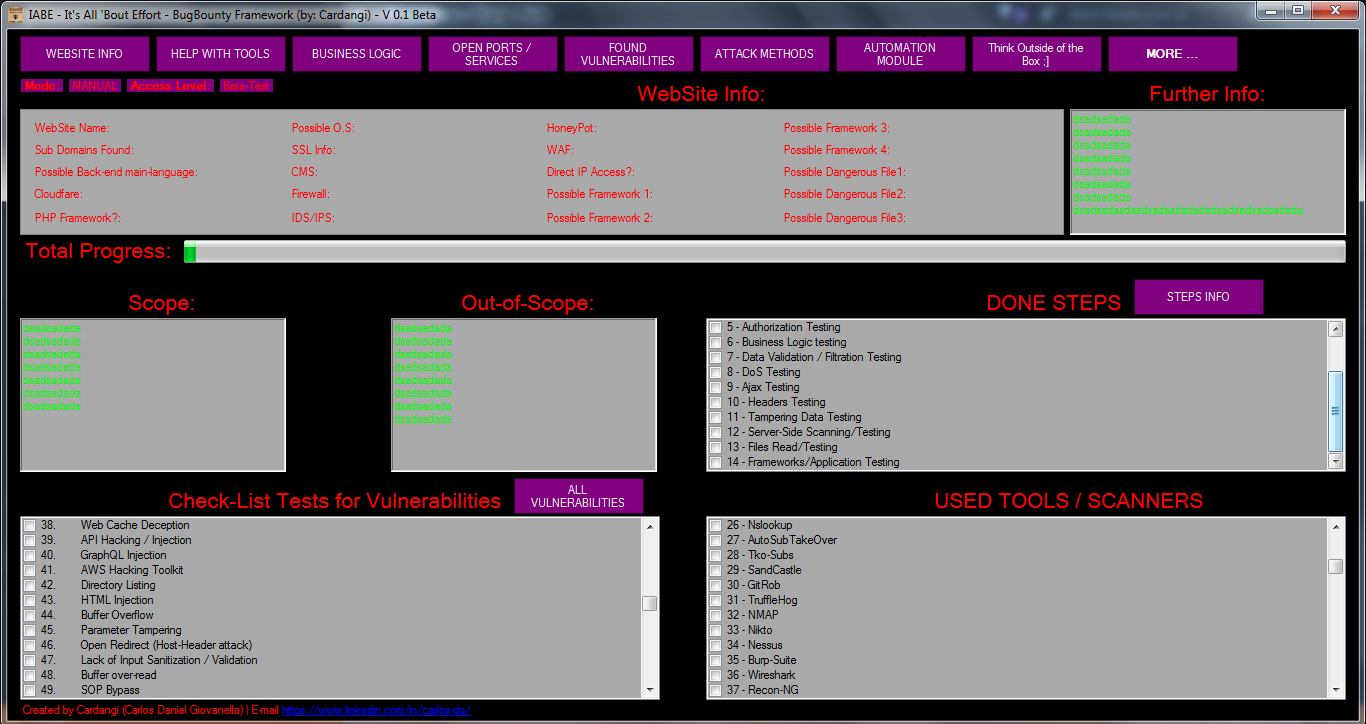 IABE - It's All 'Bout Effort - BugBounty Framework (by: Cardangi) - V 0.1 Beta
WEBSITE INFO
HELP WITH TOOLS
BUSINESS LOGIC
OPEN PORTS /
SERVICES
FOUND
VULNERABILITIES
ATTACK METHODS
AUTOMATION
MODULE
Think Outside of the
Box ;]
MORE ...
Mode: MANUAL Access Level: Beta-Test
WebSite Info:
Further Info:
WebSite Name:
Sub Domains Found:
Possible Back-end main-language:
Cloudfare:
PHP Framework?:
Possible O.S:
SSL Info:
CMS:
Firewall:
IDS/IPS:
HoneyPot:
WAF:
Direct IP Access?:
Possible Framework 1:
Possible Framework 2:
Possible Framework 3:
Possible Framework 4:
Possible Dangerous File1:
Possible Dangerous File2:
Possible Dangerous File3:
dsadsadada
dsadsadada
dsadsadada
dsadsadada
dsadsadada
dsadsadada
dsadsadada
Total Progress:
Scope:
dsadsadada
dsadsadada
dsadsadada
dsadsadada
dsadsadada
dsadsadada
dsadsadada
Out-of-Scope:
dsadsadada
dsadsadada
dsadsadada
dsadsadada
dsadsadada
dsadsadada
dsadsadada
dsadsadada
DONE STEPS
STEPS INFO
5 - Authorization Testing
6 - Business Logic testing
7 - Data Validation / Filtration Testing
8 - DoS Testing
9 - Ajax Testing
10 - Headers Testing
11 - Tampering Data Testing
12 - Server-Side Scanning/Testing
13 - Files Read/Testing
14 - Frameworks/Application Testing
Check-List Tests for Vulnerabilities
ALL
VULNERABILITIES
38. Web Cache Deception
39. API Hacking / Injection
40. GraphQL Injection
41. AWS Hacking Toolkit
42. Directory Listing
43. HTML Injection
44. Buffer Overflow
45. Parameter Tampering
46. Open Redirect (Host-Header attack)
47. Lack of Input Sanitization / Validation
48. Buffer over-read
49. SOP Bypass
USED TOOLS / SCANNERS
26 - Nslookup
27 - AutoSubTakeOver
28 - Tko-Subs
29 - SandCastle
30 - GitRob
31 - TruffleHog
32 - NMAP
33 - Nikto
34 - Nessus
35 - Burp-Suite
36 - Wireshark
37 - Recon-NG
Created by Cardangi (Carlos Daniel Giovanella) | E-mail https://www.linkedin.com/in/carlos-dg/